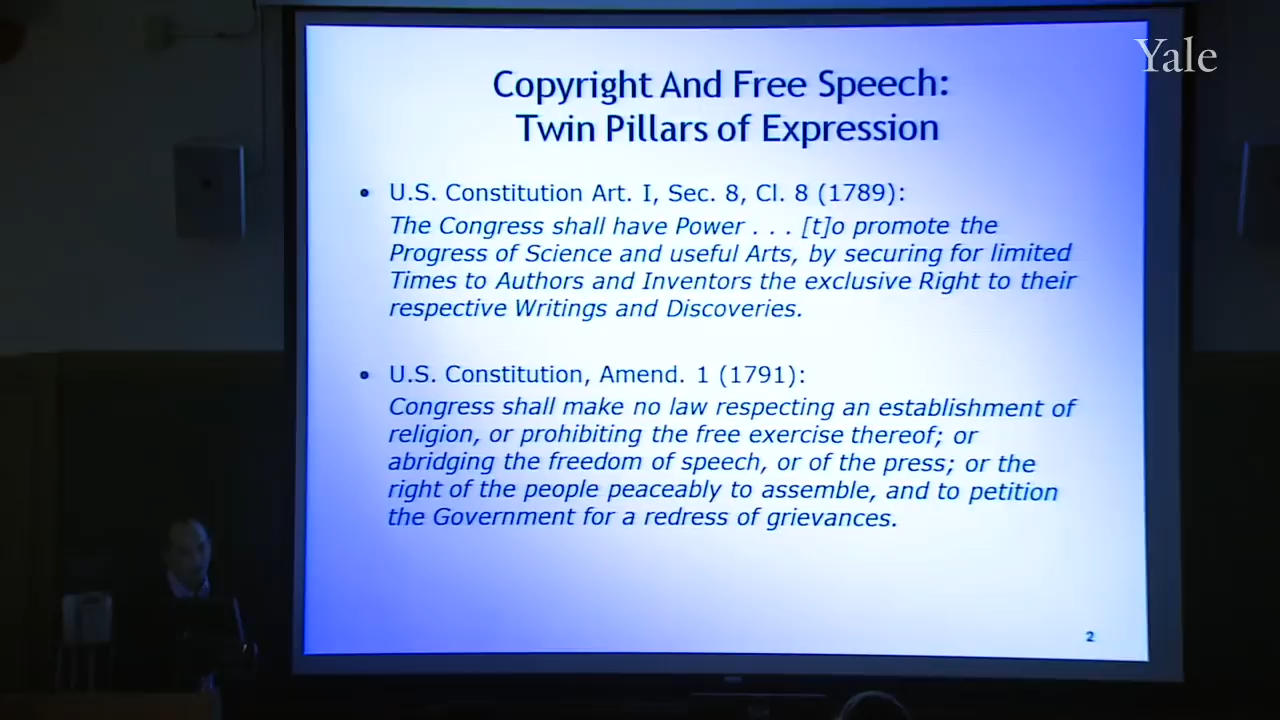 Yale
Copyright And Free Speech:
Twin Pillars of Expression
• U.S. Constitution Art. I, Sec. 8, Cl. 8 (1789):
The Congress shall have Power . . . [t]o promote the
Progress of Science and useful Arts, by securing for limited
Times to Authors and Inventors the exclusive Right to their
respective Writings and Discoveries.
• U.S. Constitution, Amend. 1 (1791):
Congress shall make no law respecting an establishment of
religion, or prohibiting the free exercise thereof; or
abridging the freedom of speech, or of the press; or the
right of the people peaceably to assemble, and to petition
the Government for a redress of grievances.
2